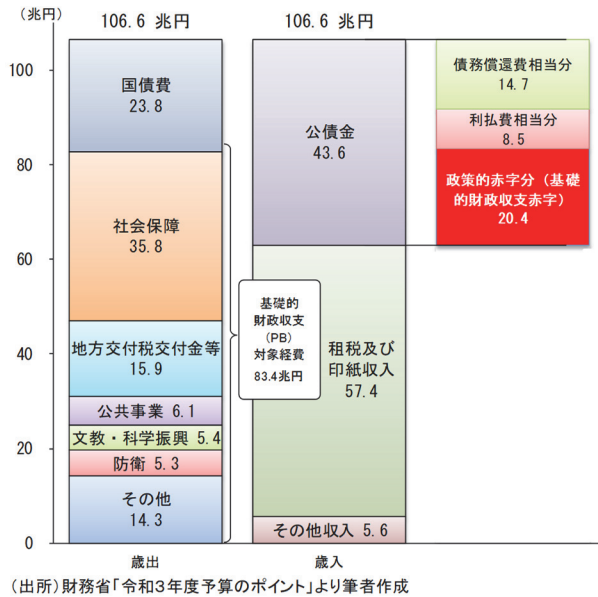 （兆円）
106.6 兆円
106.6 兆円
100
80
60
40
20
0
国債費
23.8
社会保障
35.8
地方交付税交付金等
15.9
公共事業 6.1
文教・科学振興 5.4
防衛 5.3
その他
14.3
歳出
基礎的
財政収支
（PB）
対象経費
83.4兆円
公債金
43.6
租税及び
印紙収入
57.4
その他収入 5.6
歳入
債務償還費相当分
14.7
利払費相当分
8.5
政策的赤字分（基礎
的財政収支赤字）
20.4
（出所）財務省「令和３年度予算のポイント」より筆者作成